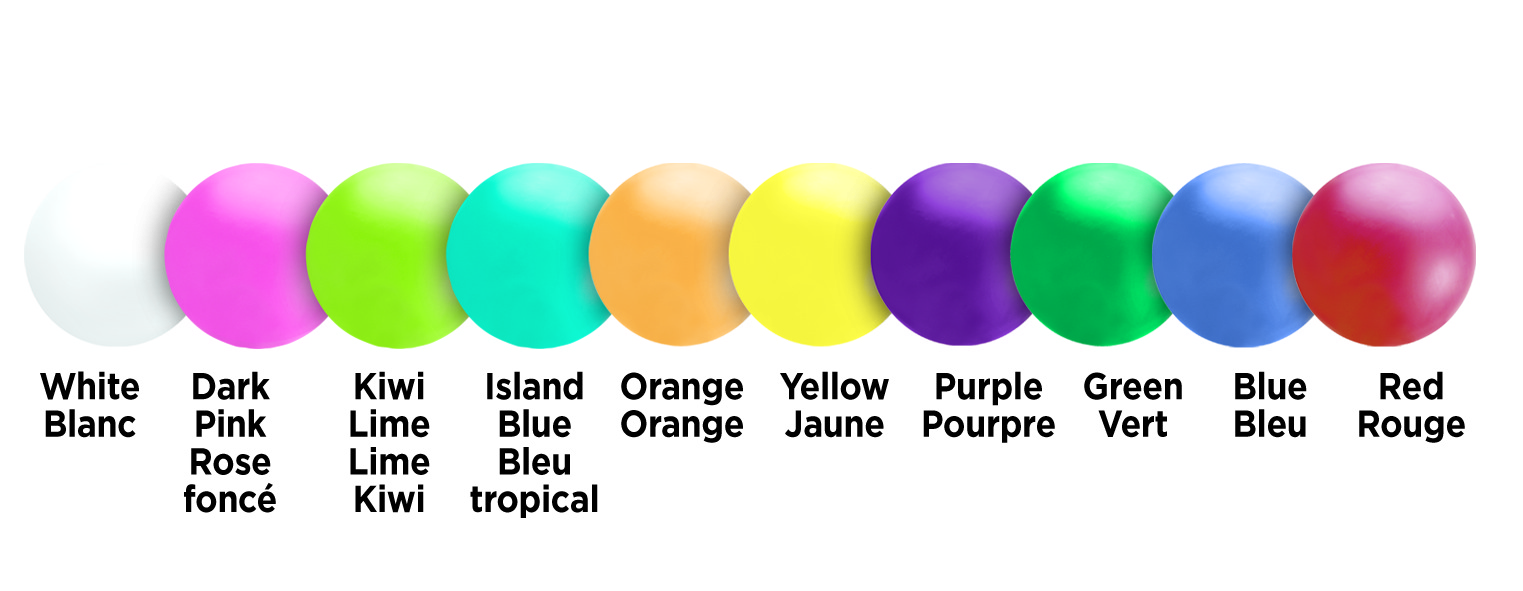 White
Blanc
Dark
Pink
Rose
foncé
Kiwi
Lime
Lime
Kiwi
Island
Blue
Bleu
tropical
Orange
Orange
Yellow
Jaune
Purple
Pourpre
Green
Vert
Blue
Bleu
Red
Rouge